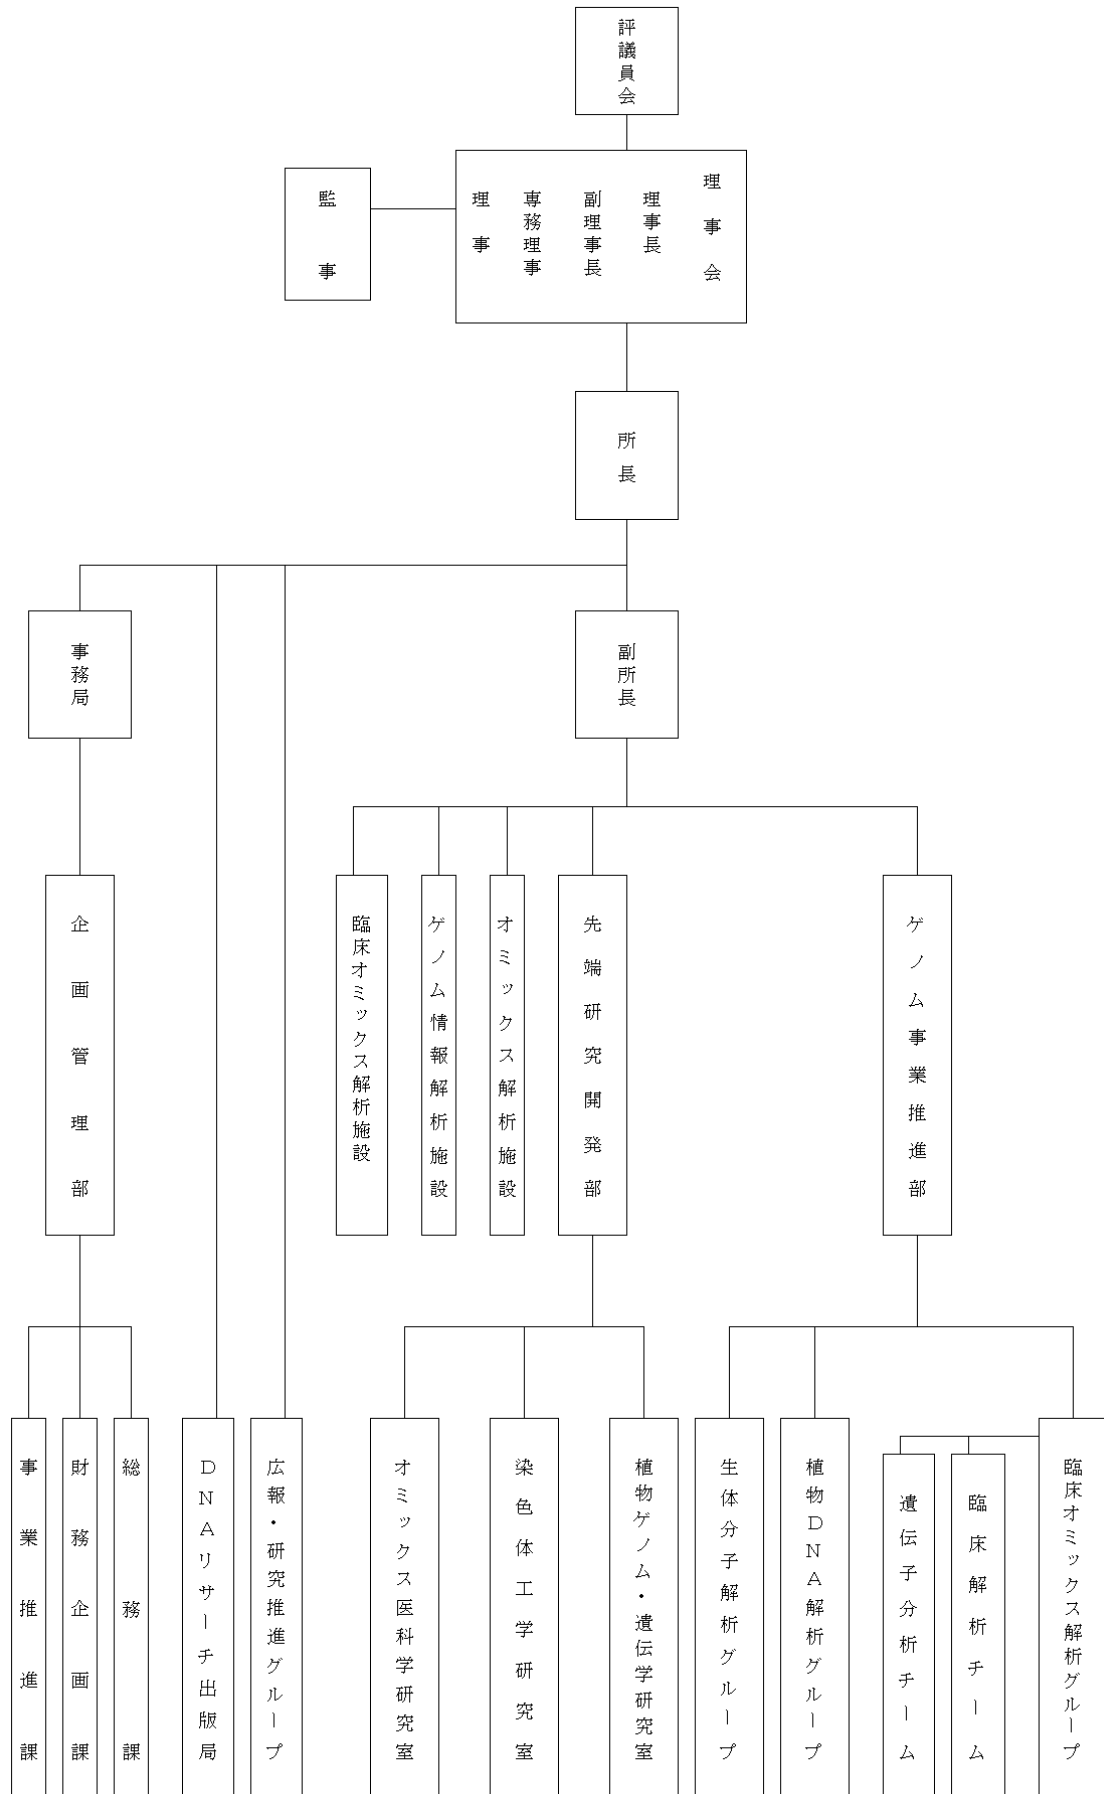 評議員会
理事会
理事長
副理事長
専務理事
理事
監事
所長
副所長
事務局
ゲノム事業推進部
先端研究開発部
オミックス解析施設
ゲノム情報解析施設
臨床オミックス解析施設
企画管理部
臨床オミックス解析グループ
臨床解析チーム
遺伝子分析チーム
植物DNA解析グループ
生体分子解析グループ
植物ゲノム・遺伝学研究室
染色体工学研究室
オミックス医科学研究室
広報・研究推進グループ
DNAリサーチ出版局
総務課
財務企画課
事業推進課